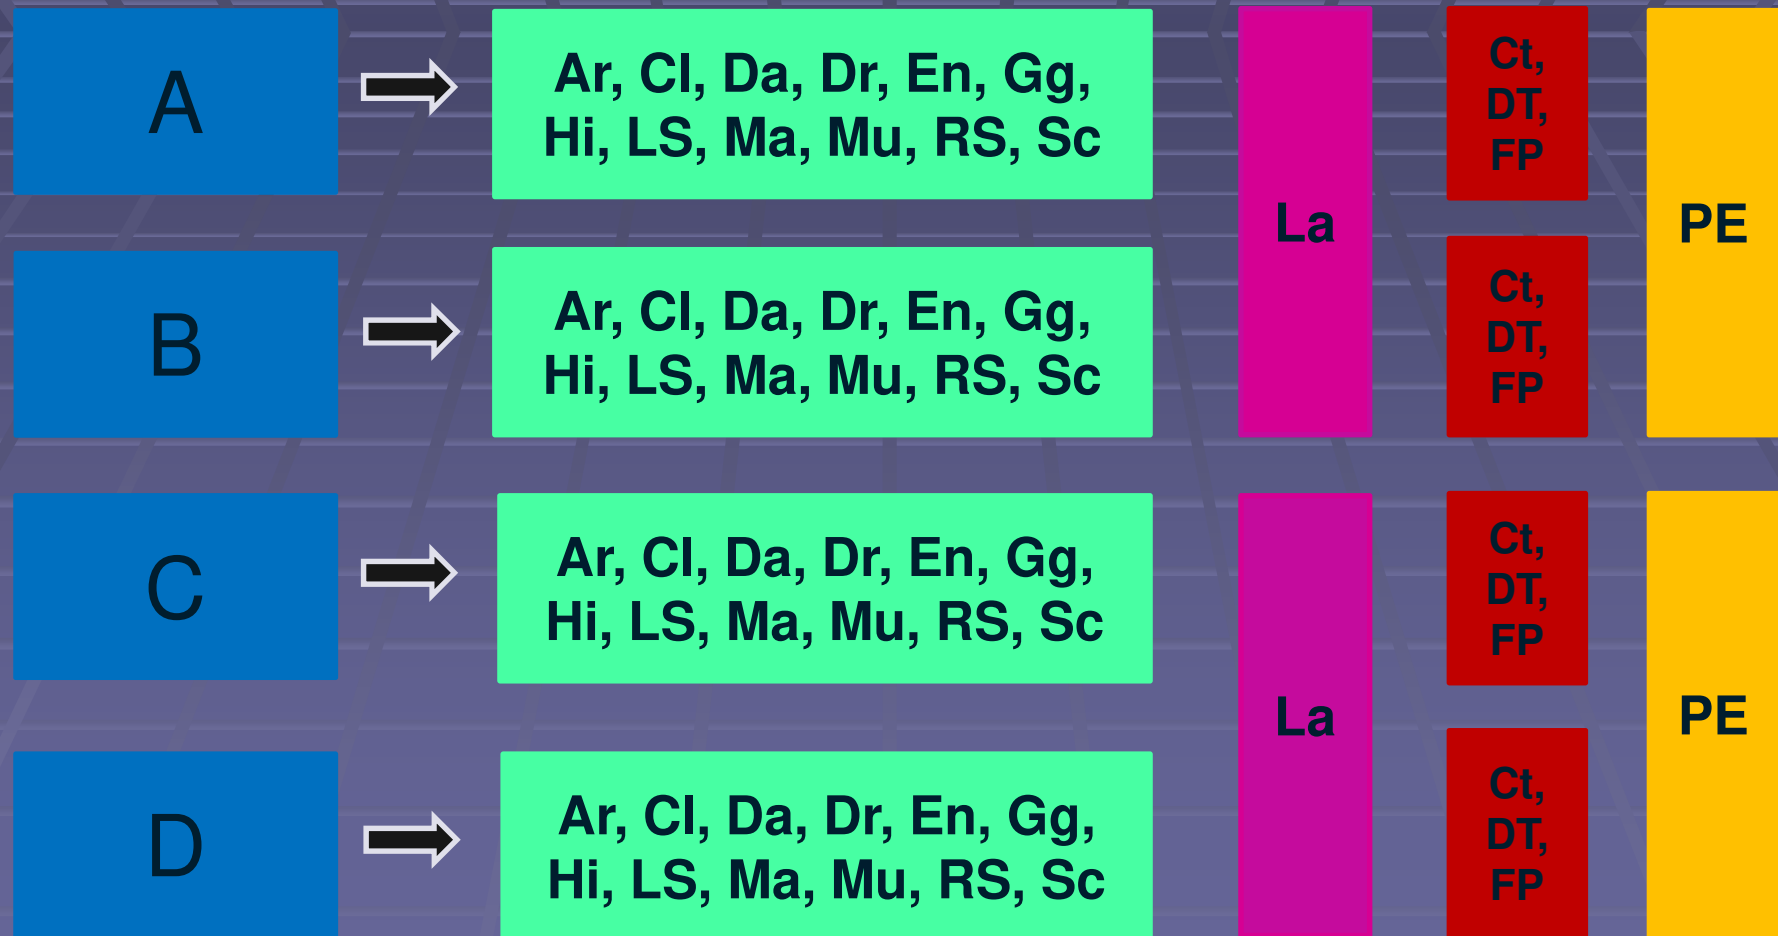 A
Ar, Cl, Da, Dr, En, Gg,
Hi, LS, Ma, Mu, RS, Sc
La
Ct,
DT,
FP
PE
B
Ar, Cl, Da, Dr, En, Gg,
Hi, LS, Ma, Mu, RS, Sc
Ct,
DT,
FP
C
Ar, Cl, Da, Dr, En, Gg,
Hi, LS, Ma, Mu, RS, Sc
La
Ct,
DT,
FP
PE
D
Ar, Cl, Da, Dr, En, Gg,
Hi, LS, Ma, Mu, RS, Sc
Ct,
DT,
FP